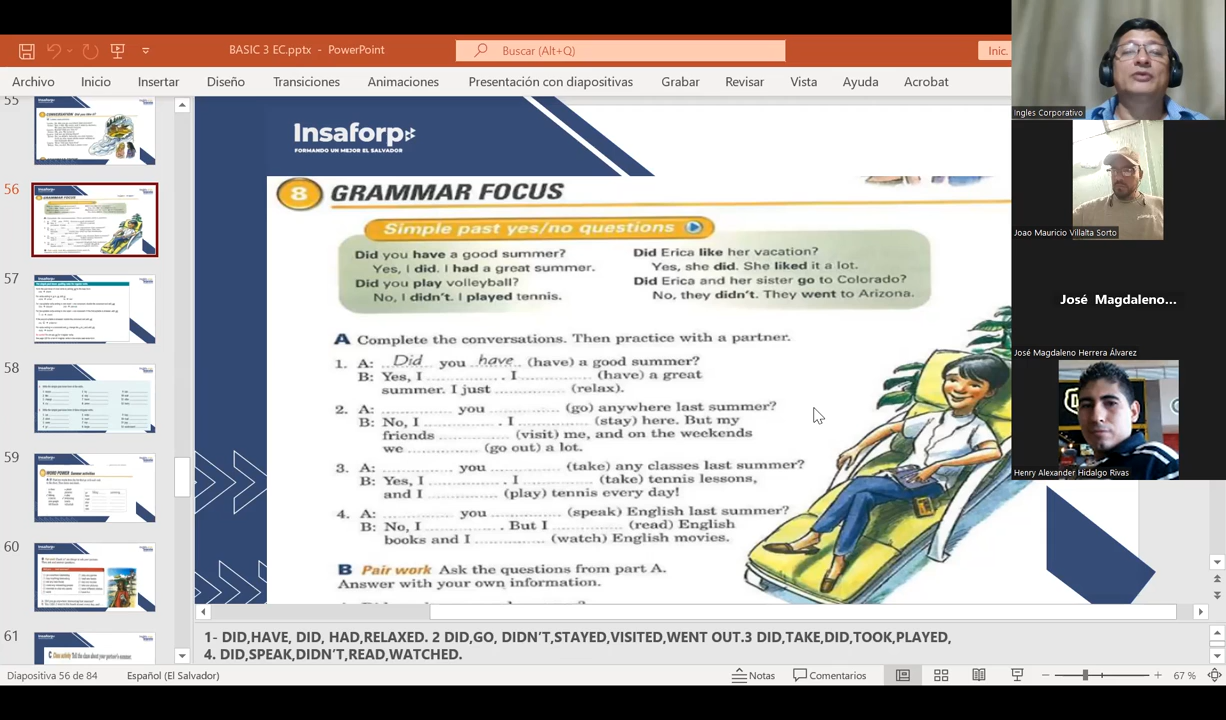 BASIC 3 EC.pptx - PowerPoint
Buscar (Alt+Q)
Inic.
Archivo Inicio Insertar Diseño Transiciones Animaciones Presentación con diapositivas Grabar Revisar Vista Ayuda Acrobat
55
56
57
58
59
60
61
Insaforp
FORMANDO UN MEJOR EL SALVADOR
8 GRAMMAR FOCUS
Simple past yes/no questions
Did you have a good summer?
Yes, I did. I had a great summer.
Did you play volleyball?
No, I didn't. I played tennis.
Did Erica like her vacation?
Yes, she did. She liked it a lot.
Did Erica and her sister go to Colorado?
No, they didn't. They went to Arizona.
A Complete the conversations. Then practice with a partner.
1. A: Did you have (have) a good summer?
B: Yes, I ............ . I ............ (have) a great
summer. I just ............ (relax).
2. A: ............ you ............ (go) anywhere last summer?
B: No, I ............ . I ............ (stay) here. But my
friends ............ (visit) me, and on the weekends
we ............ (go out) a lot.
3. A: ............ you ............ (take) any classes last summer?
B: Yes, I ............ . I ............ (take) tennis lessons,
and I ............ (play) tennis every day!
4. A: ............ you ............ (speak) English last summer?
B: No, I ............ . But I ............ (read) English
books and I ............ (watch) English movies.
B Pair work Ask the questions from part A.
Answer with your own information.
1- DID,HAVE, DID, HAD,RELAXED. 2 DID,GO, DIDN'T,STAYED,VISITED,WENT OUT.3 DID,TAKE,DID,TOOK,PLAYED,
4. DID,SPEAK,DIDN'T,READ,WATCHED.
Diapositiva 56 de 84 Español (El Salvador) Notas Comentarios 67 %
Ingles Corporativo
Joao Mauricio Villalta Sorto
José Magdaleno...
José Magdaleno Herrera Álvarez
Henry Alexander Hidalgo Rivas